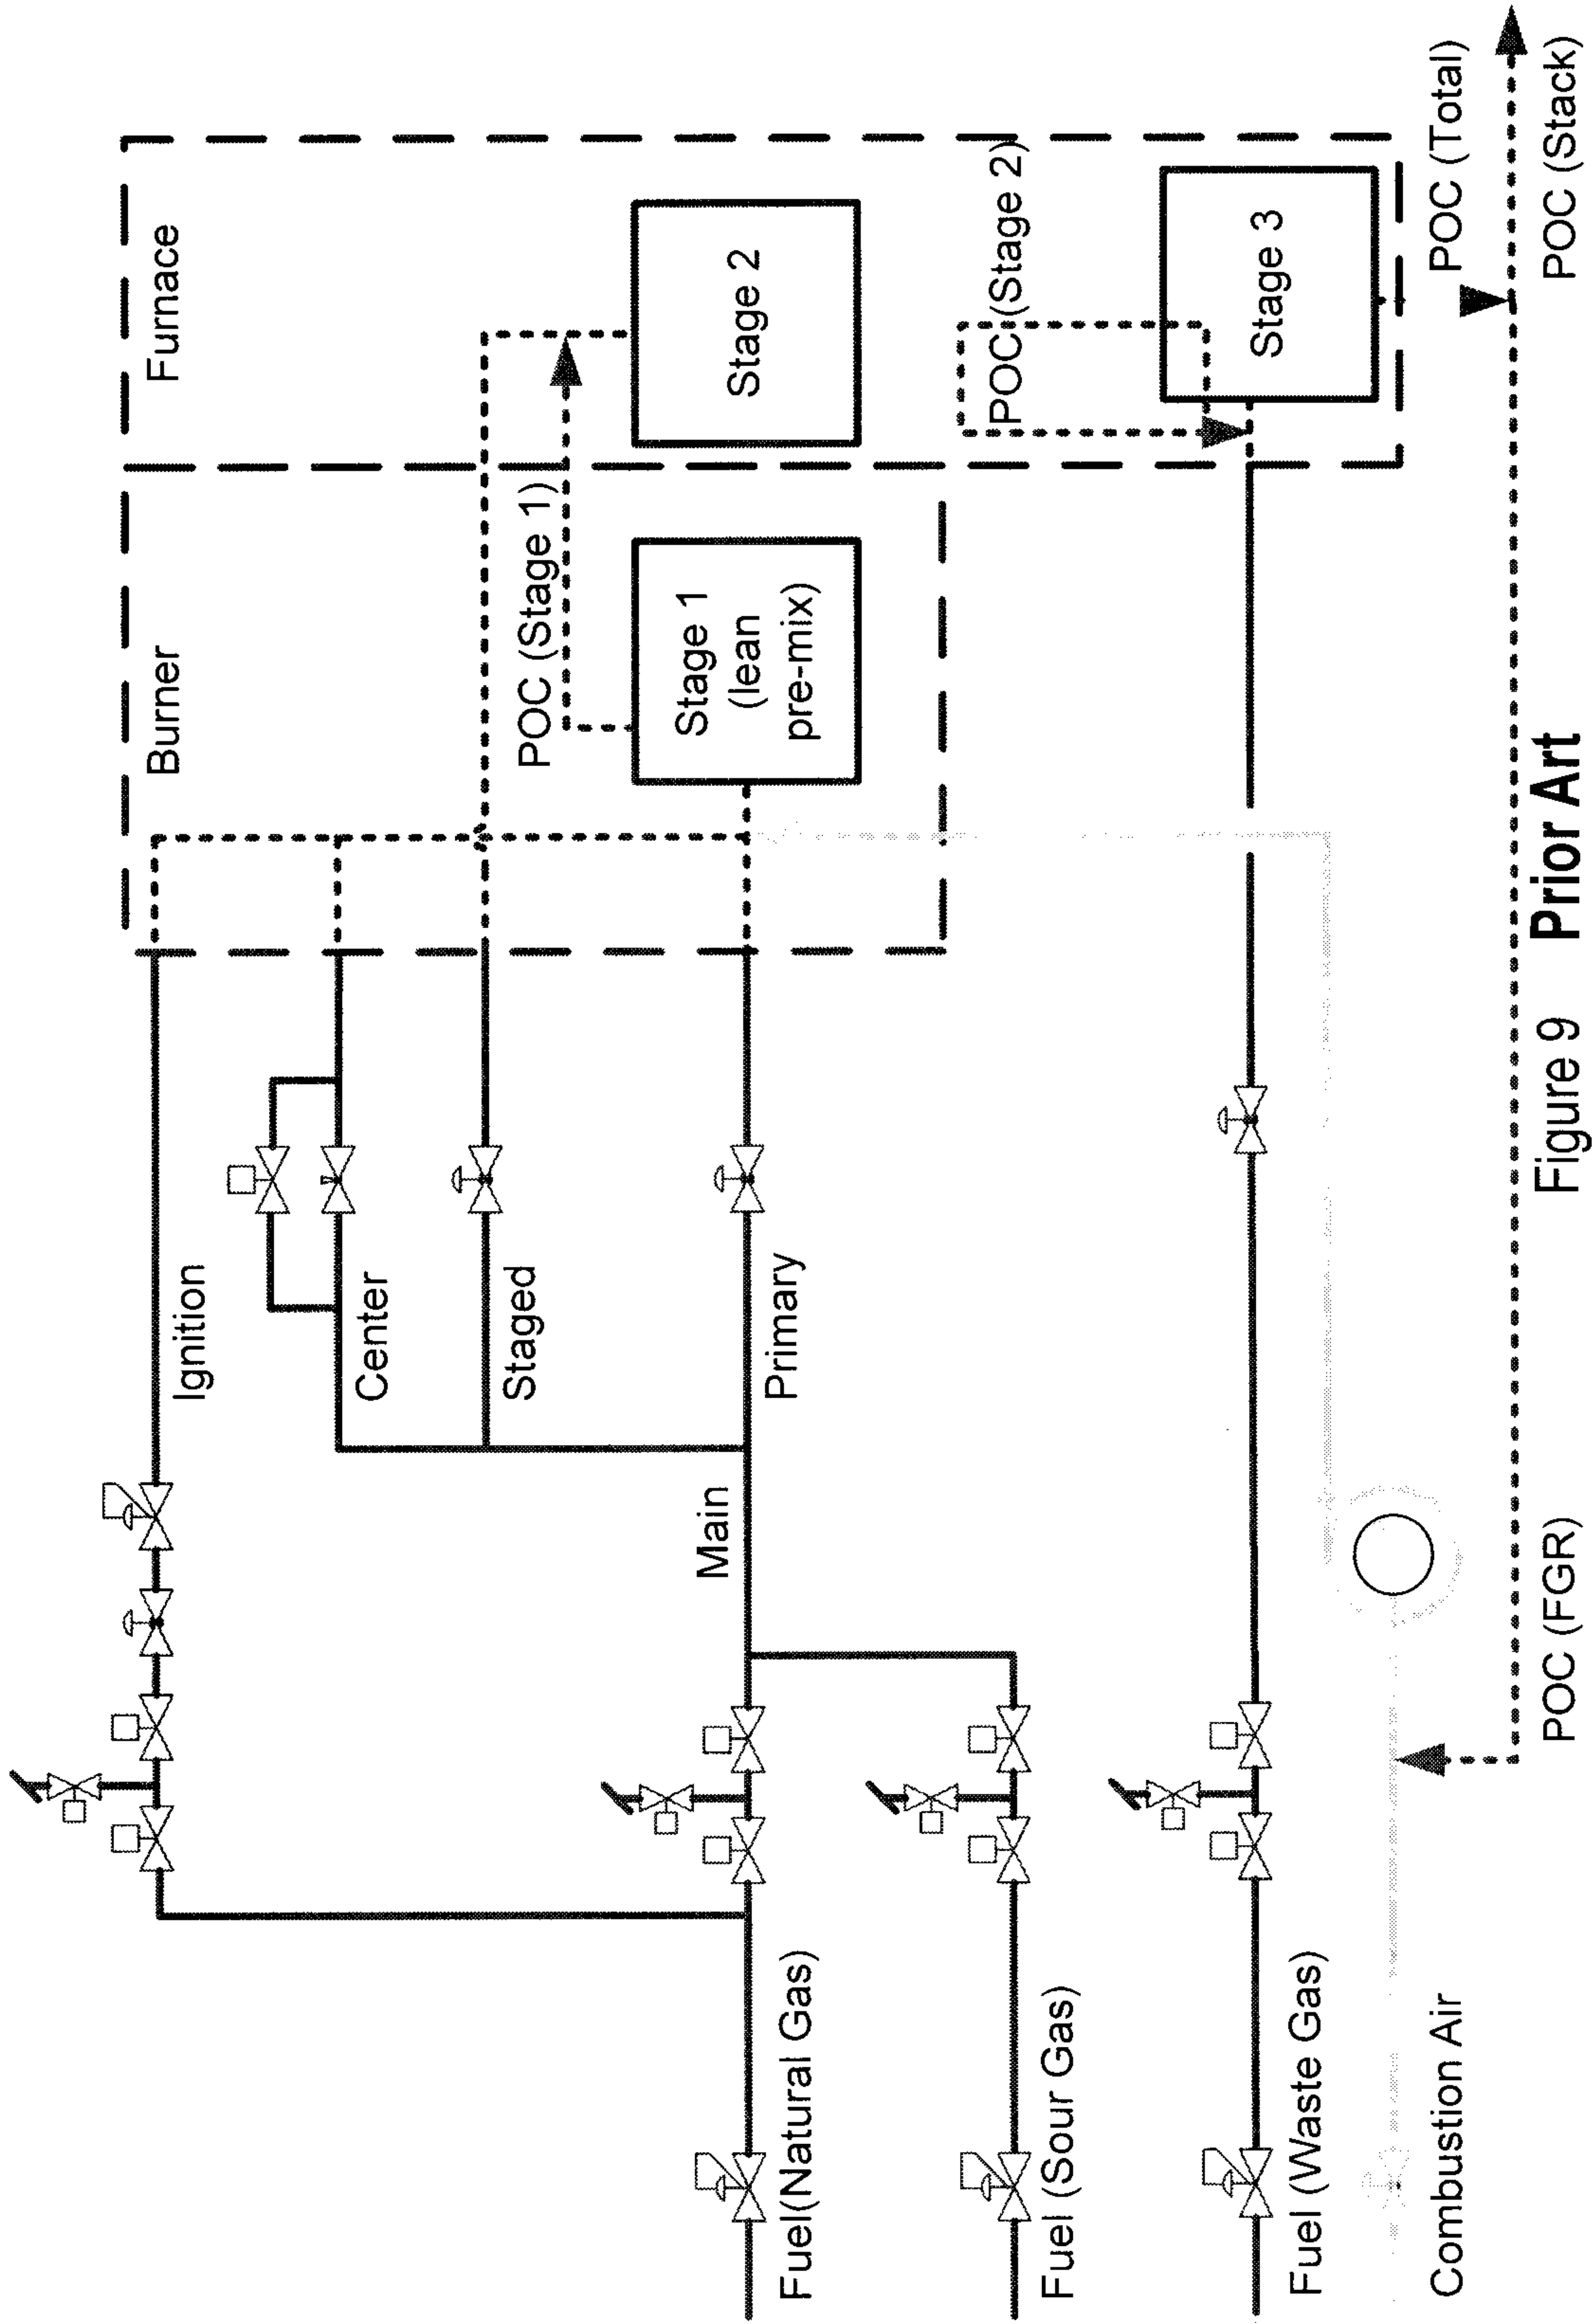 Burner
Furnace
Ignition
Center
POC (Stage 1)
Staged
Stage 1
(lean
pre-mix)
Stage 2
Main
Primary
Fuel(Natural Gas)
POC (Stage 2)
Fuel (Sour Gas)
Stage 3
Fuel (Waste Gas)
POC (Total)
Combustion Air
POC (FGR)
POC (Stack)
Figure 9 Prior Art